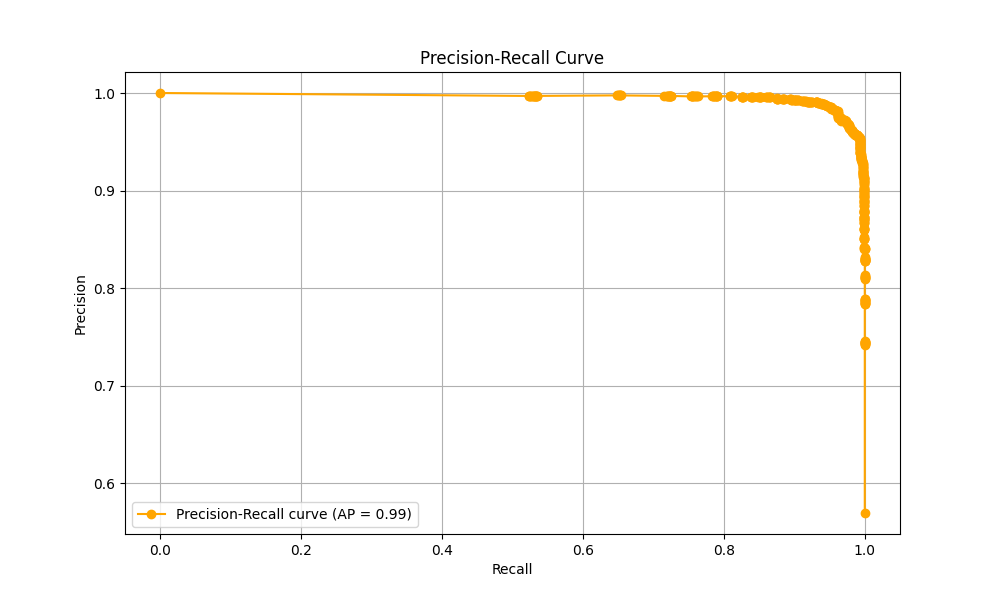 Precision-Recall Curve
Precision
1.0
0.9
0.8
0.7
0.6
Precision-Recall curve (AP = 0.99)
0.0 0.2 0.4 0.6 0.8 1.0
Recall